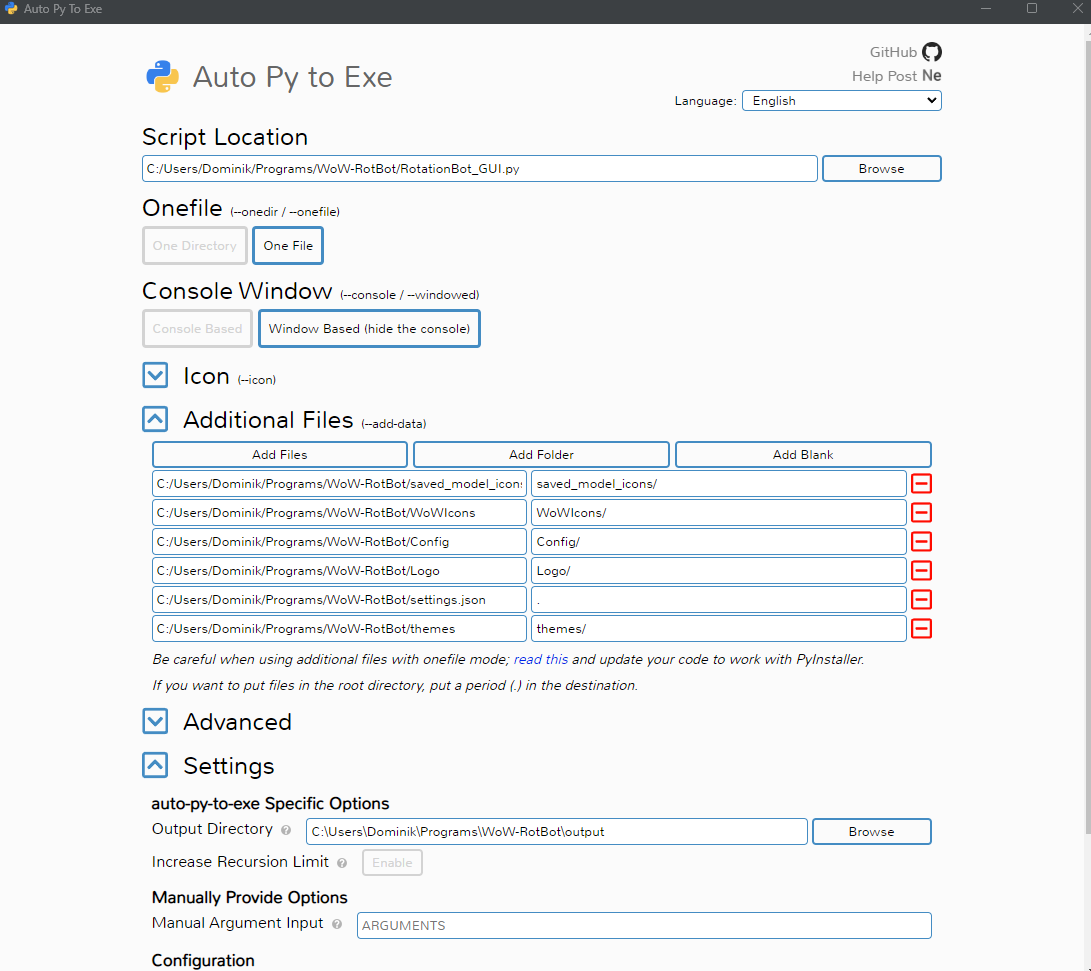 Auto Py To Exe
GitHub
Help Post Ne
Auto Py to Exe
Language: English
Script Location
C:/Users/Dominik/Programs/WoW-RotBot/RotationBot_GUI.py Browse
Onefile (--onedir / --onefile)
One Directory One File
Console Window (--console / --windowed)
Console Based Window Based (hide the console)
Icon (--icon)
Additional Files (--add-data)
Add Files Add Folder Add Blank
C:/Users/Dominik/Programs/WoW-RotBot/saved_model_icons saved_model_icons/
C:/Users/Dominik/Programs/WoW-RotBot/WoWIcons WoWIcons/
C:/Users/Dominik/Programs/WoW-RotBot/Config Config/
C:/Users/Dominik/Programs/WoW-RotBot/Logo Logo/
C:/Users/Dominik/Programs/WoW-RotBot/settings.json .
C:/Users/Dominik/Programs/WoW-RotBot/themes themes/
Be careful when using additional files with onefile mode; read this and update your code to work with PyInstaller.
If you want to put files in the root directory, put a period (.) in the destination.
Advanced
Settings
auto-py-to-exe Specific Options
Output Directory ? C:\Users\Dominik\Programs\WoW-RotBot\output Browse
Increase Recursion Limit ? Enable
Manually Provide Options
Manual Argument Input ? ARGUMENTS
Configuration